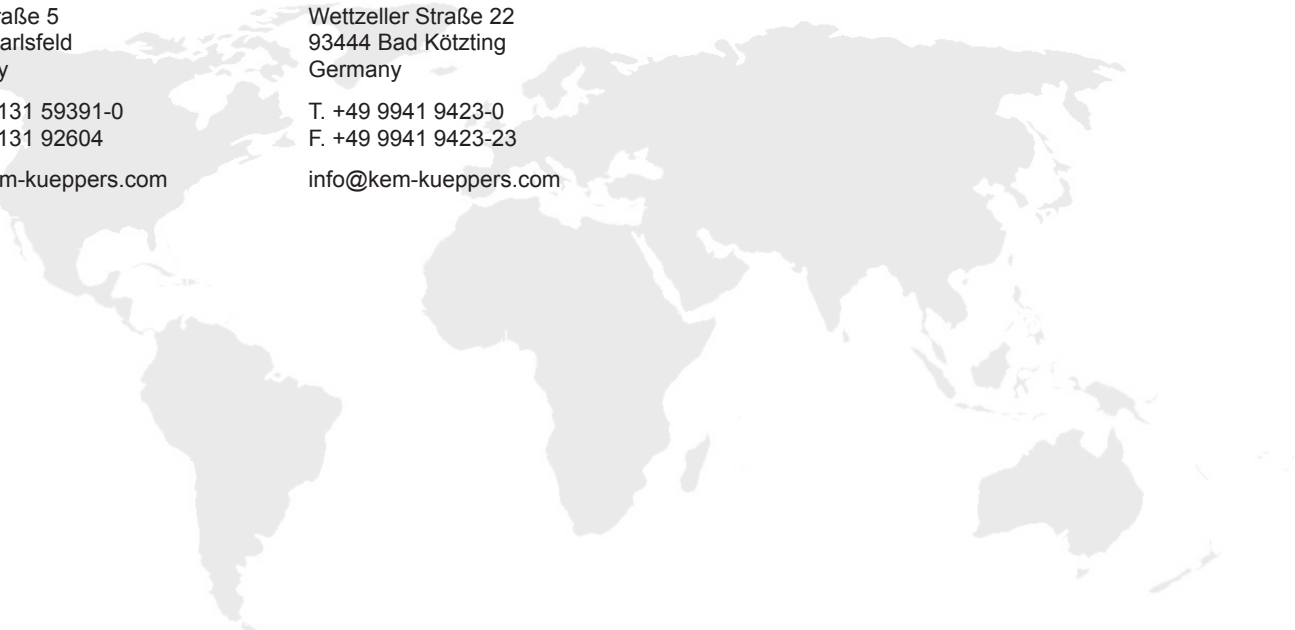 raße 5
arlsfeld
y
131 59391-0
131 92604
m-kueppers.com
Wettzeller Straße 22
93444 Bad Kötzting
Germany
T. +49 9941 9423-0
F. +49 9941 9423-23
info@kem-kueppers.com